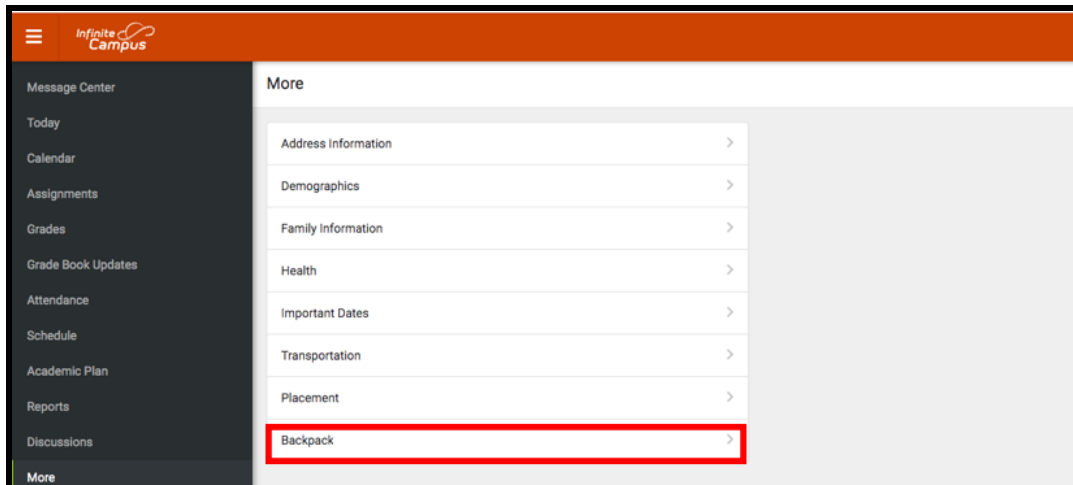 Infinite
Campus
Message Center
Today
Calendar
Assignments
Grades
Grade Book Updates
Attendance
Schedule
Academic Plan
Reports
Discussions
More
More
Address Information
Demographics
Family Information
Health
Important Dates
Transportation
Placement
Backpack